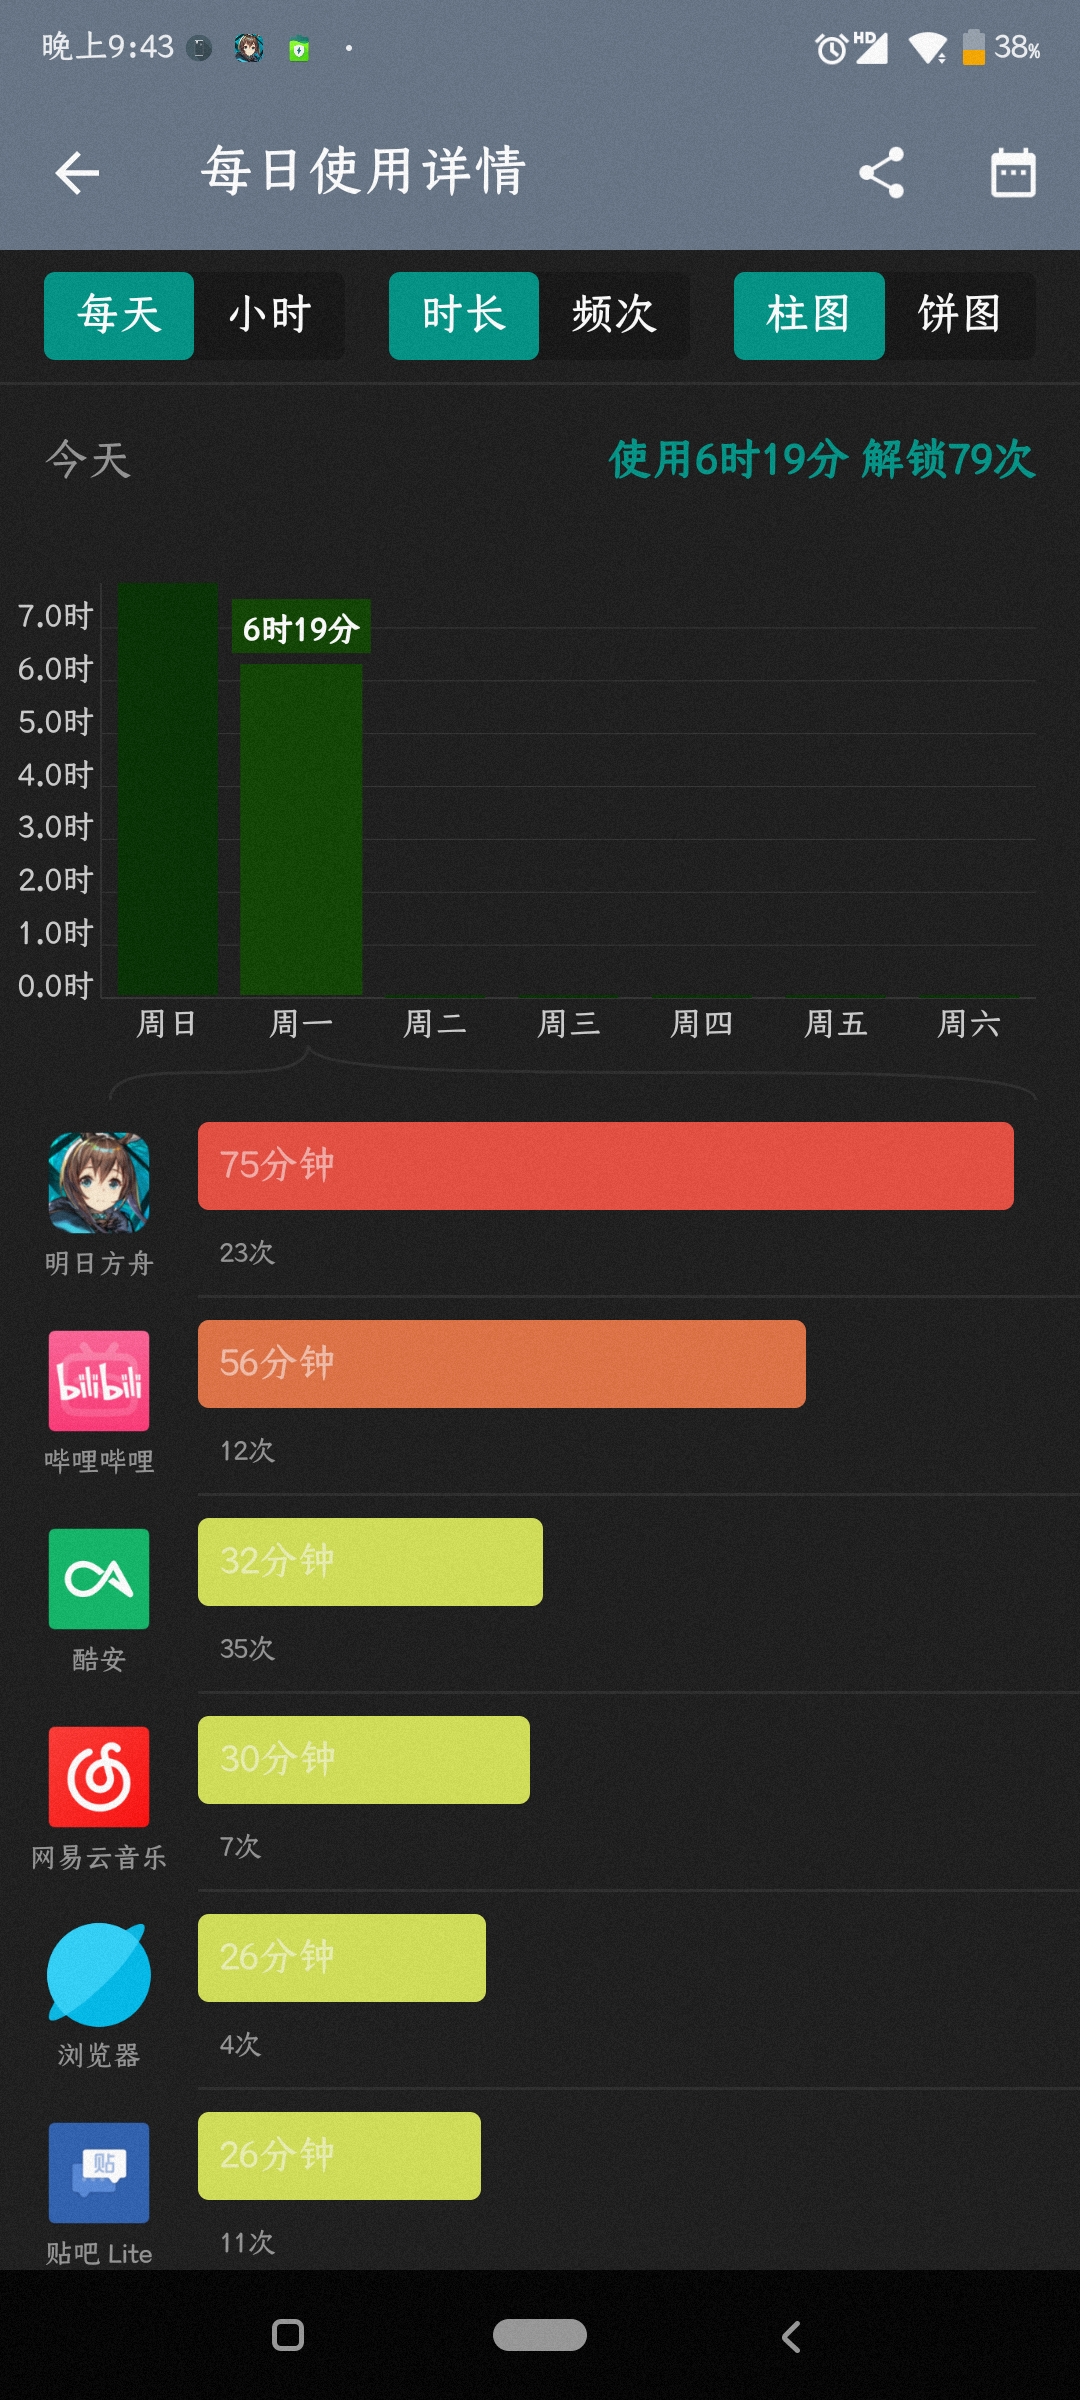 晚上9:43
HD
38%
每日使用详情
每天 小时 时长 频次 柱图 饼图
今天
使用6时19分 解锁79次
7.0时
6时19分
6.0时
5.0时
4.0时
3.0时
2.0时
1.0时
0.0时
周日 周一 周二 周三 周四 周五 周六
75分钟
23次
明日方舟
bilibili
56分钟
12次
哔哩哔哩
32分钟
35次
酷安
30分钟
7次
网易云音乐
26分钟
4次
浏览器
贴
26分钟
11次
贴吧 Lite